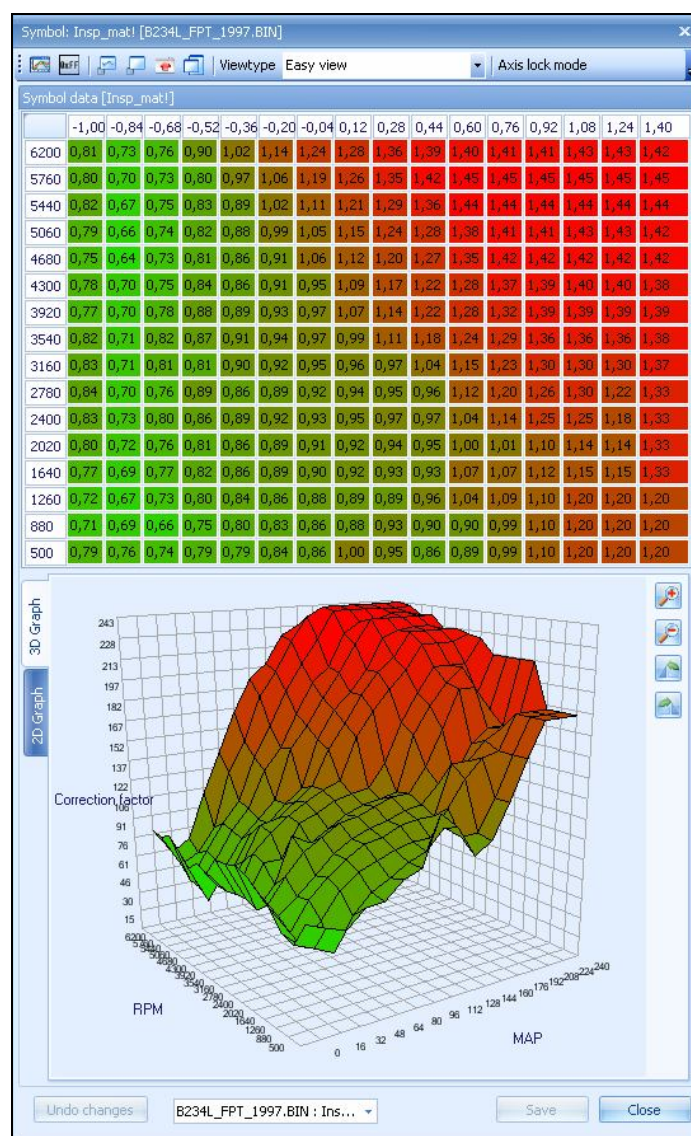 Symbol: Insp_mat! [B234L_FPT_1997.BIN]
0xFF Viewtype Easy view Axis lock mode
Symbol data [Insp_mat!]
-1,00 -0,84 -0,68 -0,52 -0,36 -0,20 -0,04 0,12 0,28 0,44 0,60 0,76 0,92 1,08 1,24 1,40
6200 0,81 0,73 0,76 0,90 1,02 1,14 1,24 1,28 1,36 1,39 1,40 1,41 1,41 1,43 1,43 1,42
5760 0,80 0,70 0,73 0,80 0,97 1,06 1,19 1,26 1,35 1,42 1,45 1,45 1,45 1,45 1,45 1,45
5440 0,82 0,67 0,75 0,83 0,89 1,02 1,11 1,21 1,29 1,36 1,44 1,44 1,44 1,44 1,44 1,44
5060 0,79 0,66 0,74 0,82 0,88 0,99 1,05 1,15 1,24 1,28 1,38 1,41 1,41 1,43 1,43 1,42
4680 0,75 0,64 0,73 0,81 0,86 0,91 1,06 1,12 1,20 1,27 1,35 1,42 1,42 1,42 1,42 1,42
4300 0,78 0,70 0,75 0,84 0,86 0,91 0,95 1,09 1,17 1,22 1,28 1,37 1,39 1,40 1,40 1,38
3920 0,77 0,70 0,78 0,88 0,89 0,93 0,97 1,07 1,14 1,22 1,28 1,32 1,39 1,39 1,39 1,39
3540 0,82 0,71 0,82 0,87 0,91 0,94 0,97 0,99 1,11 1,18 1,24 1,29 1,36 1,36 1,36 1,38
3160 0,83 0,71 0,81 0,81 0,90 0,92 0,95 0,96 0,97 1,04 1,15 1,23 1,30 1,30 1,30 1,37
2780 0,84 0,70 0,76 0,89 0,86 0,89 0,92 0,94 0,95 0,96 1,12 1,20 1,26 1,30 1,22 1,33
2400 0,83 0,73 0,80 0,86 0,89 0,92 0,93 0,95 0,97 0,97 1,04 1,14 1,25 1,25 1,18 1,33
2020 0,80 0,72 0,76 0,81 0,86 0,89 0,91 0,92 0,94 0,95 1,00 1,01 1,10 1,14 1,14 1,33
1640 0,77 0,69 0,77 0,82 0,86 0,89 0,90 0,92 0,93 0,93 1,07 1,07 1,12 1,15 1,15 1,33
1260 0,72 0,67 0,73 0,80 0,84 0,86 0,88 0,89 0,89 0,96 1,04 1,09 1,10 1,20 1,20 1,20
880 0,71 0,69 0,66 0,75 0,80 0,83 0,86 0,88 0,93 0,90 0,90 0,99 1,10 1,20 1,20 1,20
500 0,79 0,76 0,74 0,79 0,79 0,84 0,86 1,00 0,95 0,86 0,89 0,99 1,10 1,20 1,20 1,20
3D Graph
2D Graph
243
228
213
197
182
167
152
137
122
106
Correction factor
91
76
61
46
30
15
6200
5760
5440
5060
4680
4300
3920
3540
3160
2780
2400
2020
1640
1260
880
500
RPM
0 16 32 48 64 80 96 112 128 144 160 176 192 208 224 240
MAP
Undo changes B234L_FPT_1997.BIN : Ins... Save Close